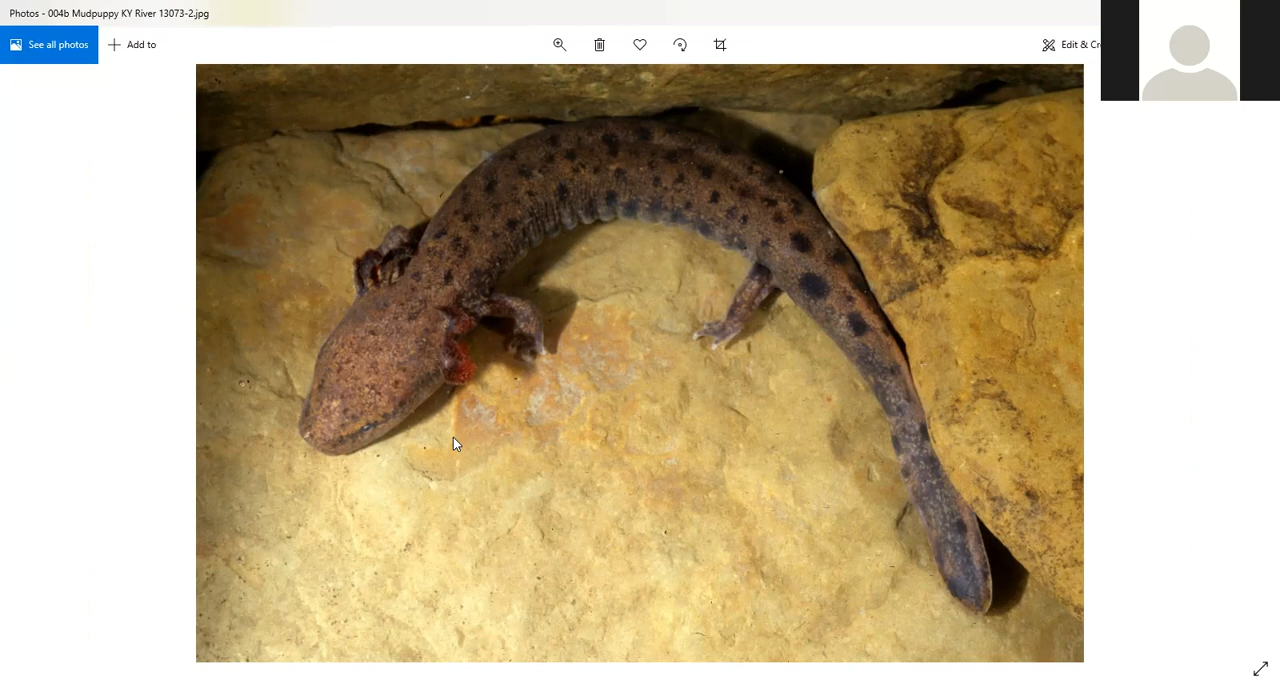 Photos - 004b Mudpuppy KY River 13073-2.jpg
See all photos
Add to
Edit & Cr